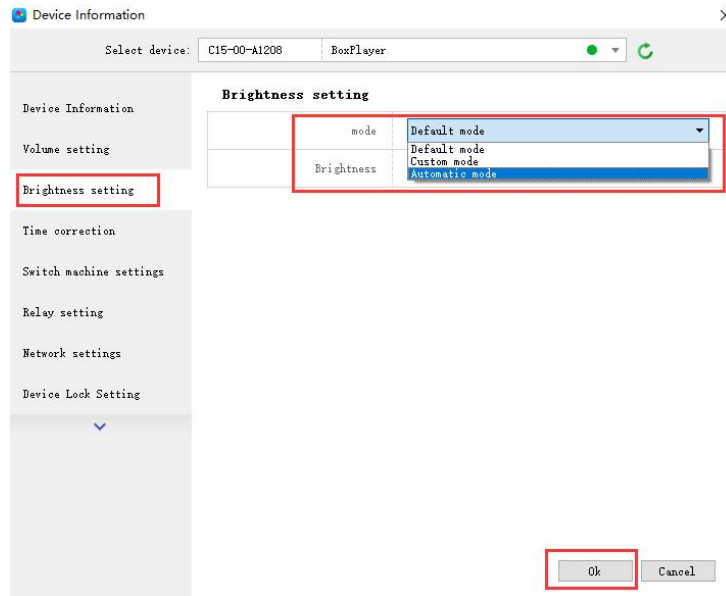 Device Information
Select device: C15-00-A1208 BoxPlayer
Device Information
Volume setting
Brightness setting
Time correction
Switch machine settings
Relay setting
Network settings
Device Lock Setting
Brightness setting
mode Default mode
Default mode
Custom mode
Brightness
Automatic mode
Ok Cancel